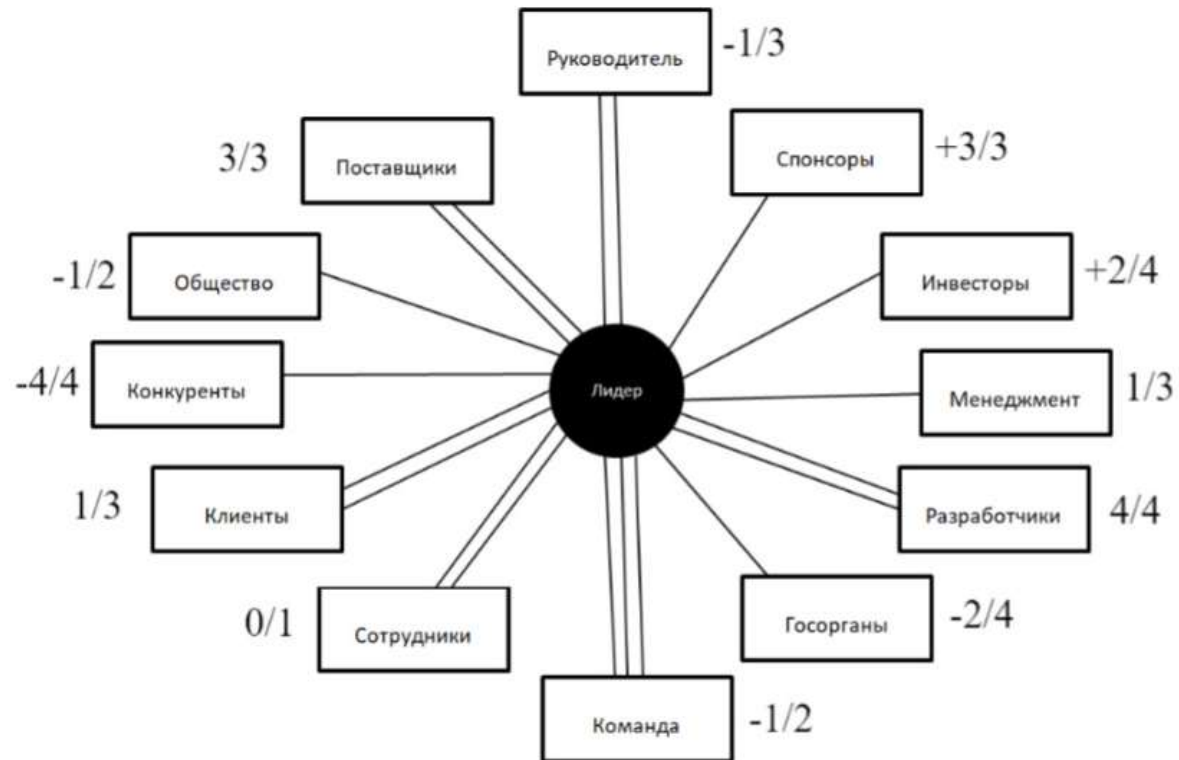 Руководитель
-1/3
Спонсоры
+3/3
3/3
Поставщики
-1/2
Общество
Инвесторы
+2/4
-4/4
Конкуренты
Лидер
Менеджмент
1/3
1/3
Клиенты
Разработчики
4/4
0/1
Сотрудники
Госорганы
-2/4
Команда
-1/2